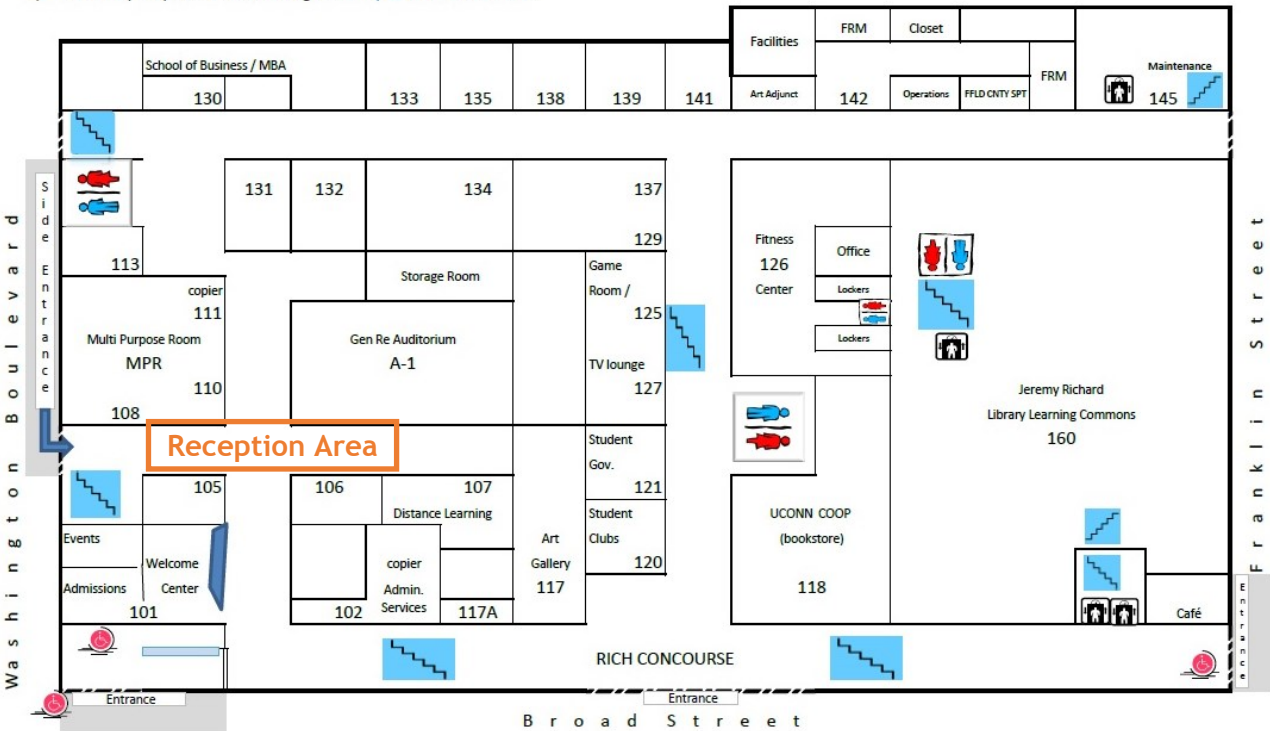 FRM
Closet
Facilities
School of Business / MBA
FRM
Maintenance
130
133
135
138
139
141
Art Adjunct
142
Operations
FFLD CNTY SPT
145
131
132
134
137
129
113
Storage Room
Game
Room /
125
TV lounge
127
Fitness
126
Center
Office
Lockers
Lockers
copier
111
Multi Purpose Room
MPR
110
108
Gen Re Auditorium
A-1
Jeremy Richard
Library Learning Commons
160
Reception Area
Student
Gov.
121
105
106
107
Distance Learning
Student
Clubs
120
Events
Welcome
Center
Admissions
101
copier
Admin.
Services
102
117A
Art
Gallery
117
UCONN COOP
(bookstore)
118
Café
RICH CONCOURSE
Side Entrance
Washington Boulevard
Franklin Street
Entrance
Entrance
Entrance
Broad Street